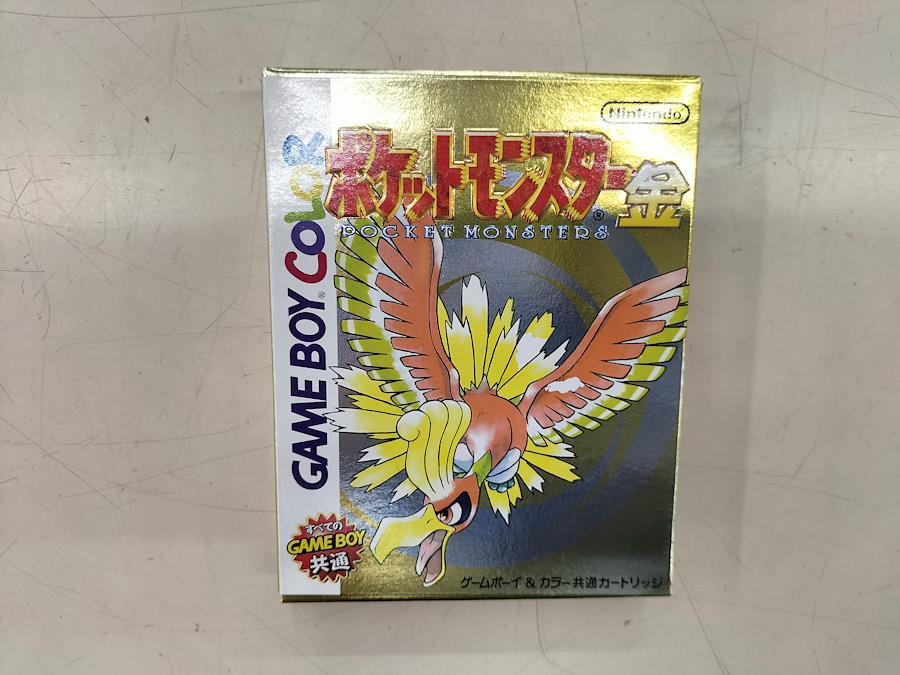 Nintendo
ポケットモンスター金
®
POCKET MONSTERS
GAME BOY COLOR
®
すべての
GAME BOY
共通
ゲームボーイ & カラー共通カートリッジ